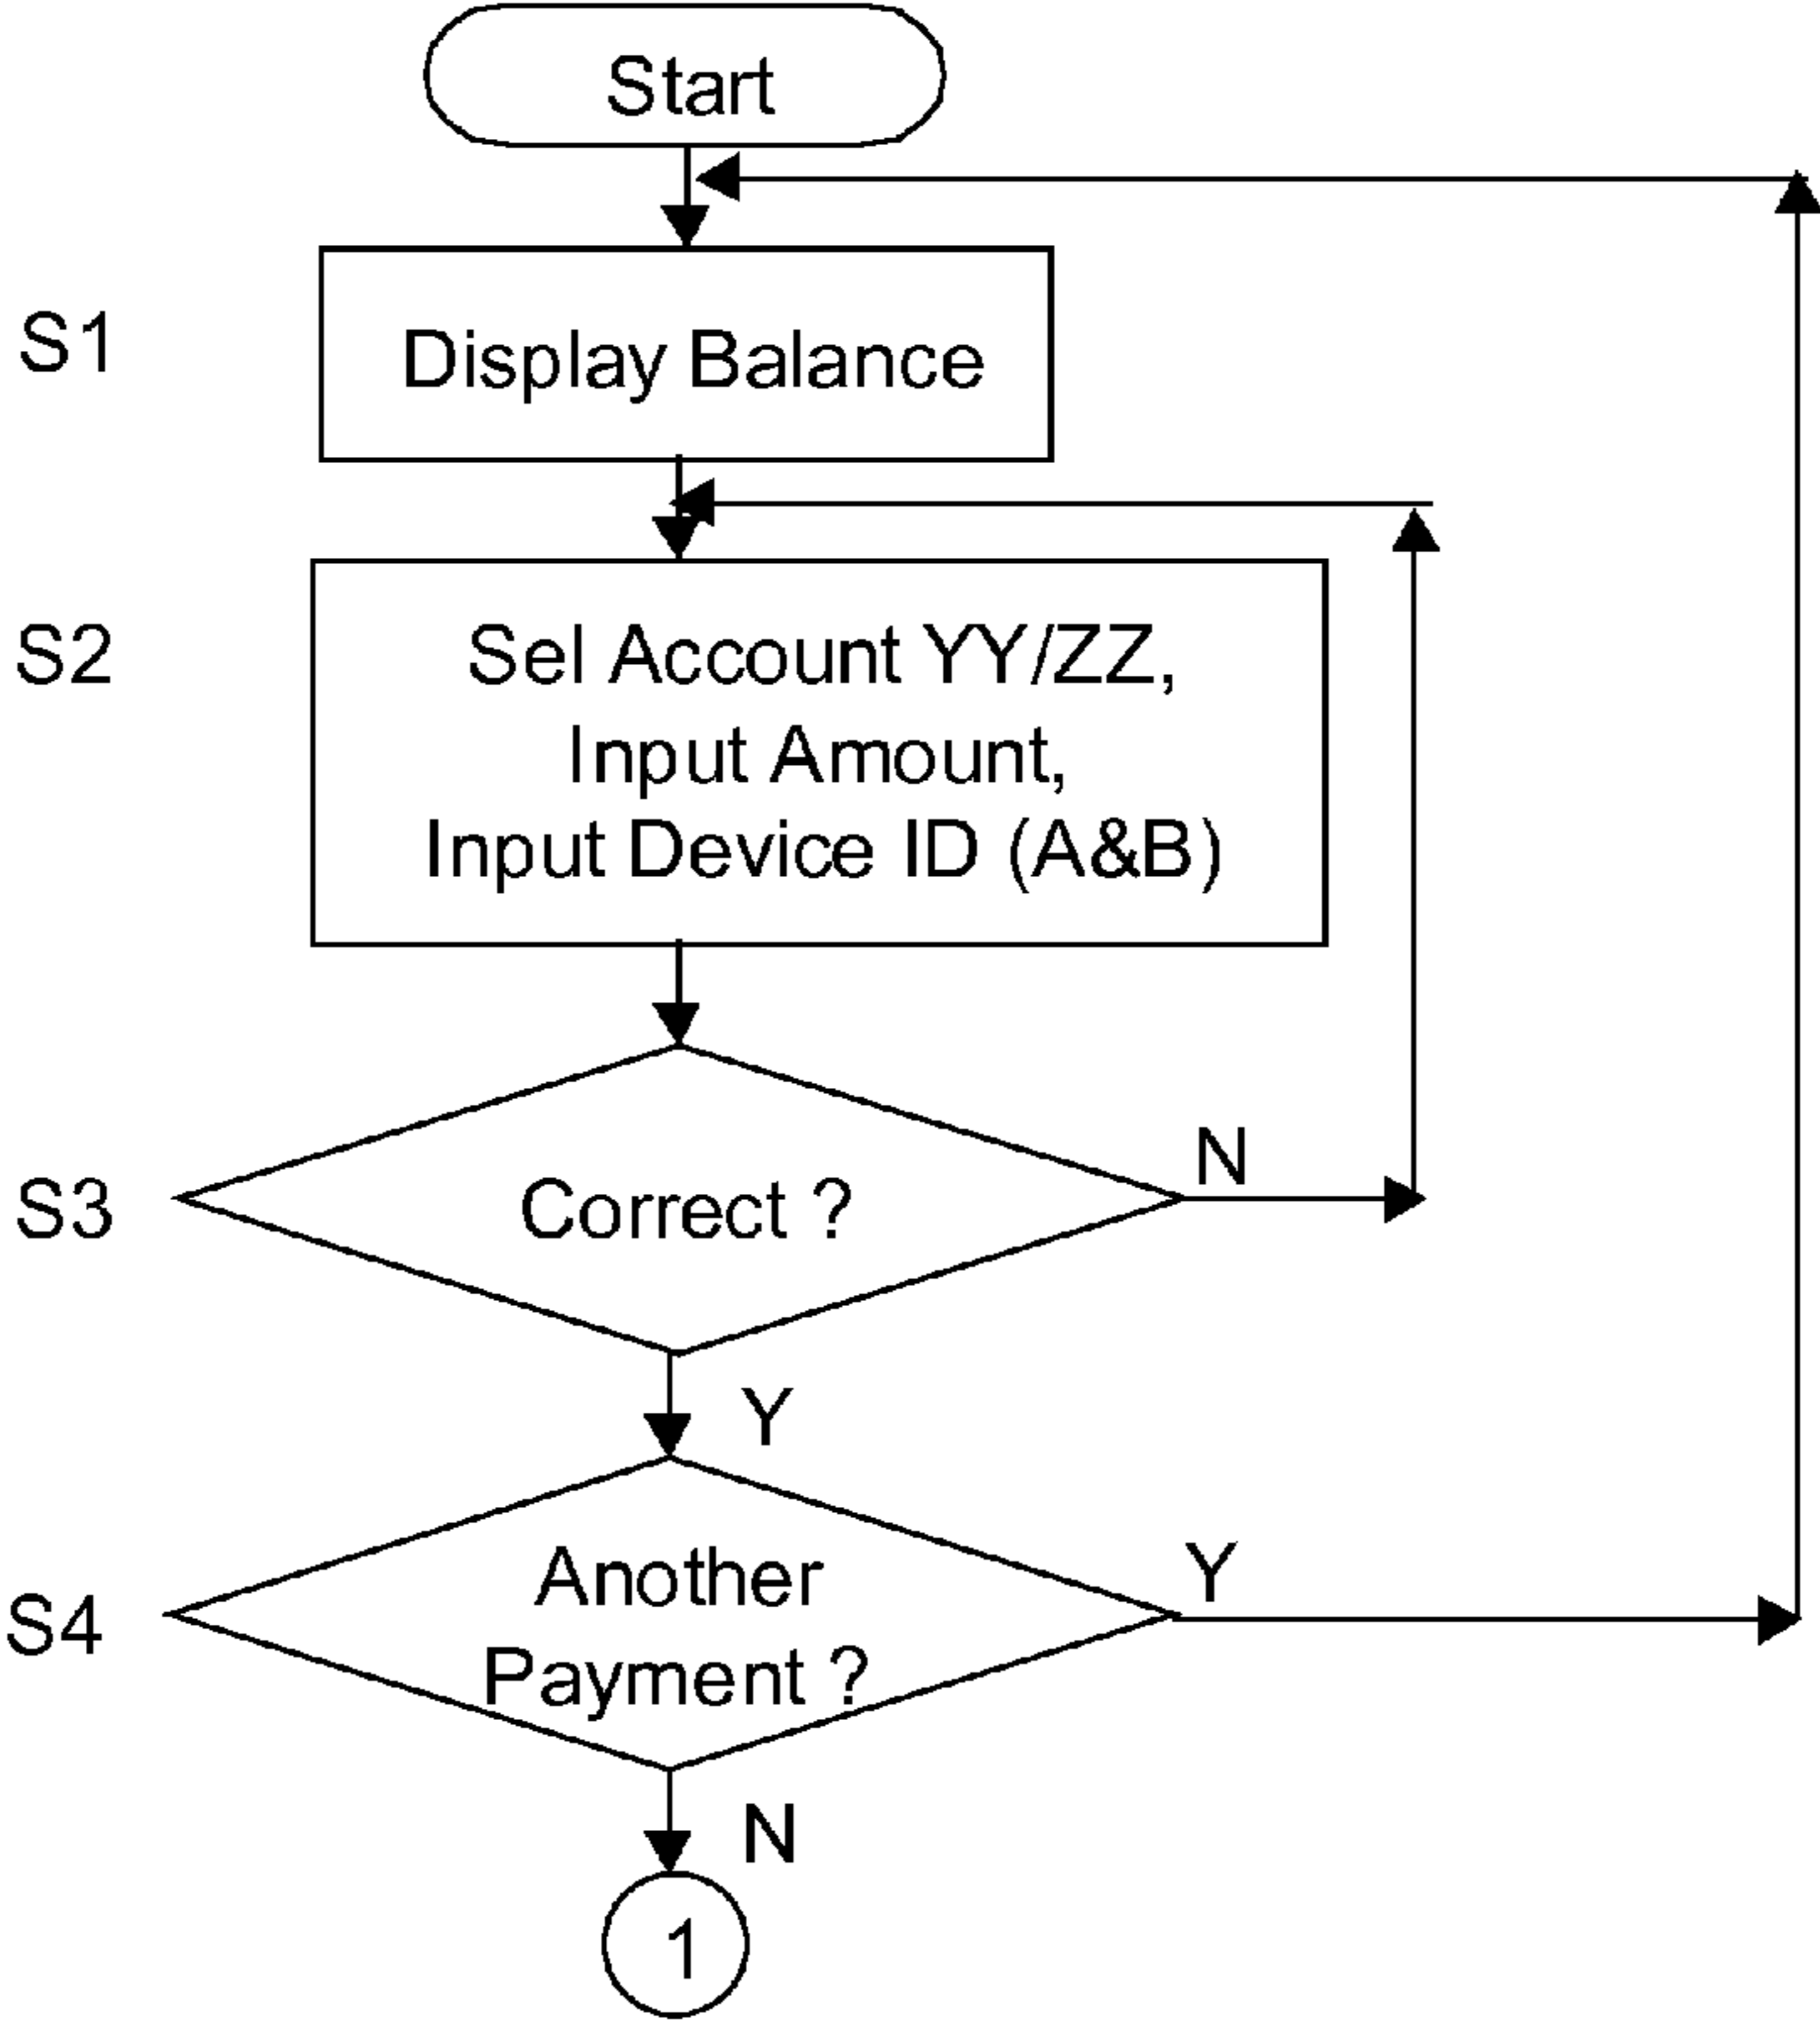 Start
S1
Display Balance
S2
Sel Account YY/ZZ,
Input Amount,
Input Device ID (A&B)
S3
Correct ?
N
Y
S4
Another
Payment ?
Y
N
1